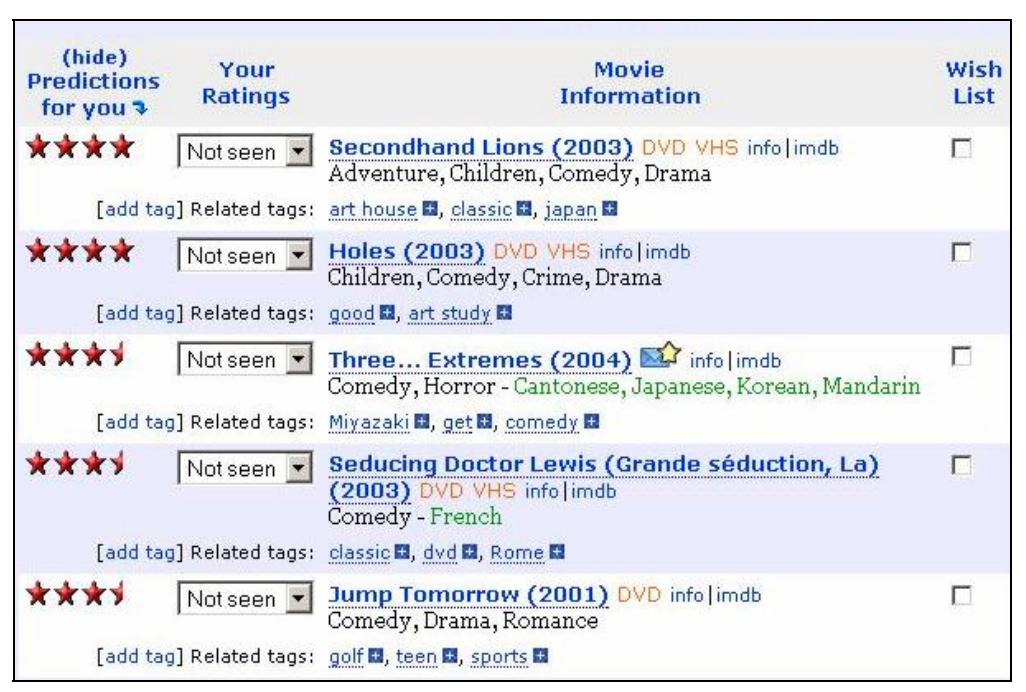 (hide)
Predictions
for you
Your
Ratings
Movie
Information
Wish
List
Not seen
Secondhand Lions (2003) DVD VHS info|imdb
Adventure, Children, Comedy, Drama
[add tag] Related tags: art house, classic, japan
Not seen
Holes (2003) DVD VHS info|imdb
Children, Comedy, Crime, Drama
[add tag] Related tags: good, art study
Not seen
Three... Extremes (2004) info|imdb
Comedy, Horror - Cantonese, Japanese, Korean, Mandarin
[add tag] Related tags: Miyazaki, get, comedy
Not seen
Seducing Doctor Lewis (Grande séduction, La)
(2003) DVD VHS info|imdb
Comedy - French
[add tag] Related tags: classic, dvd, Rome
Not seen
Jump Tomorrow (2001) DVD info|imdb
Comedy, Drama, Romance
[add tag] Related tags: golf, teen, sports